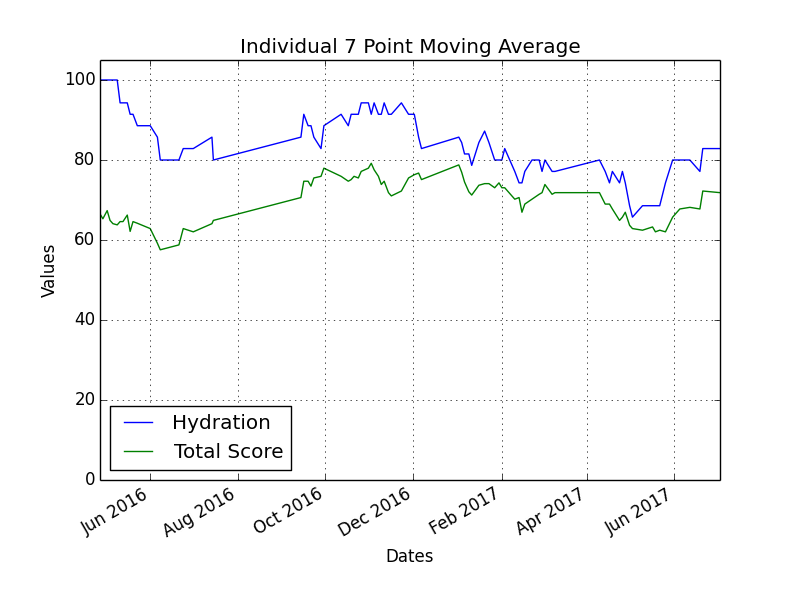 Individual 7 Point Moving Average
100
80
60
40
20
0
Values
Hydration
Total Score
Jun 2016
Aug 2016
Oct 2016
Dec 2016
Feb 2017
Apr 2017
Jun 2017
Dates